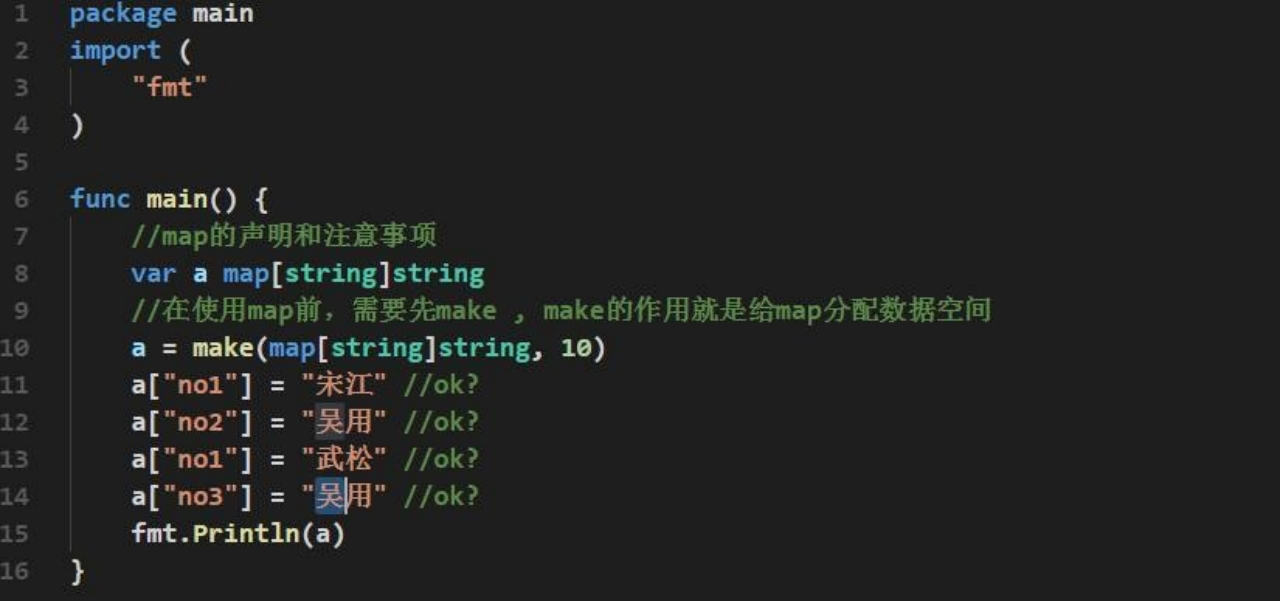 1 package main
2 import (
3     "fmt"
4 )
5
6 func main() {
7     //map的声明和注意事项
8     var a map[string]string
9     //在使用map前，需要先make , make的作用就是给map分配数据空间
10     a = make(map[string]string, 10)
11     a["no1"] = "宋江" //ok?
12     a["no2"] = "吴用" //ok?
13     a["no1"] = "武松" //ok?
14     a["no3"] = "吴用" //ok?
15     fmt.Println(a)
16 }